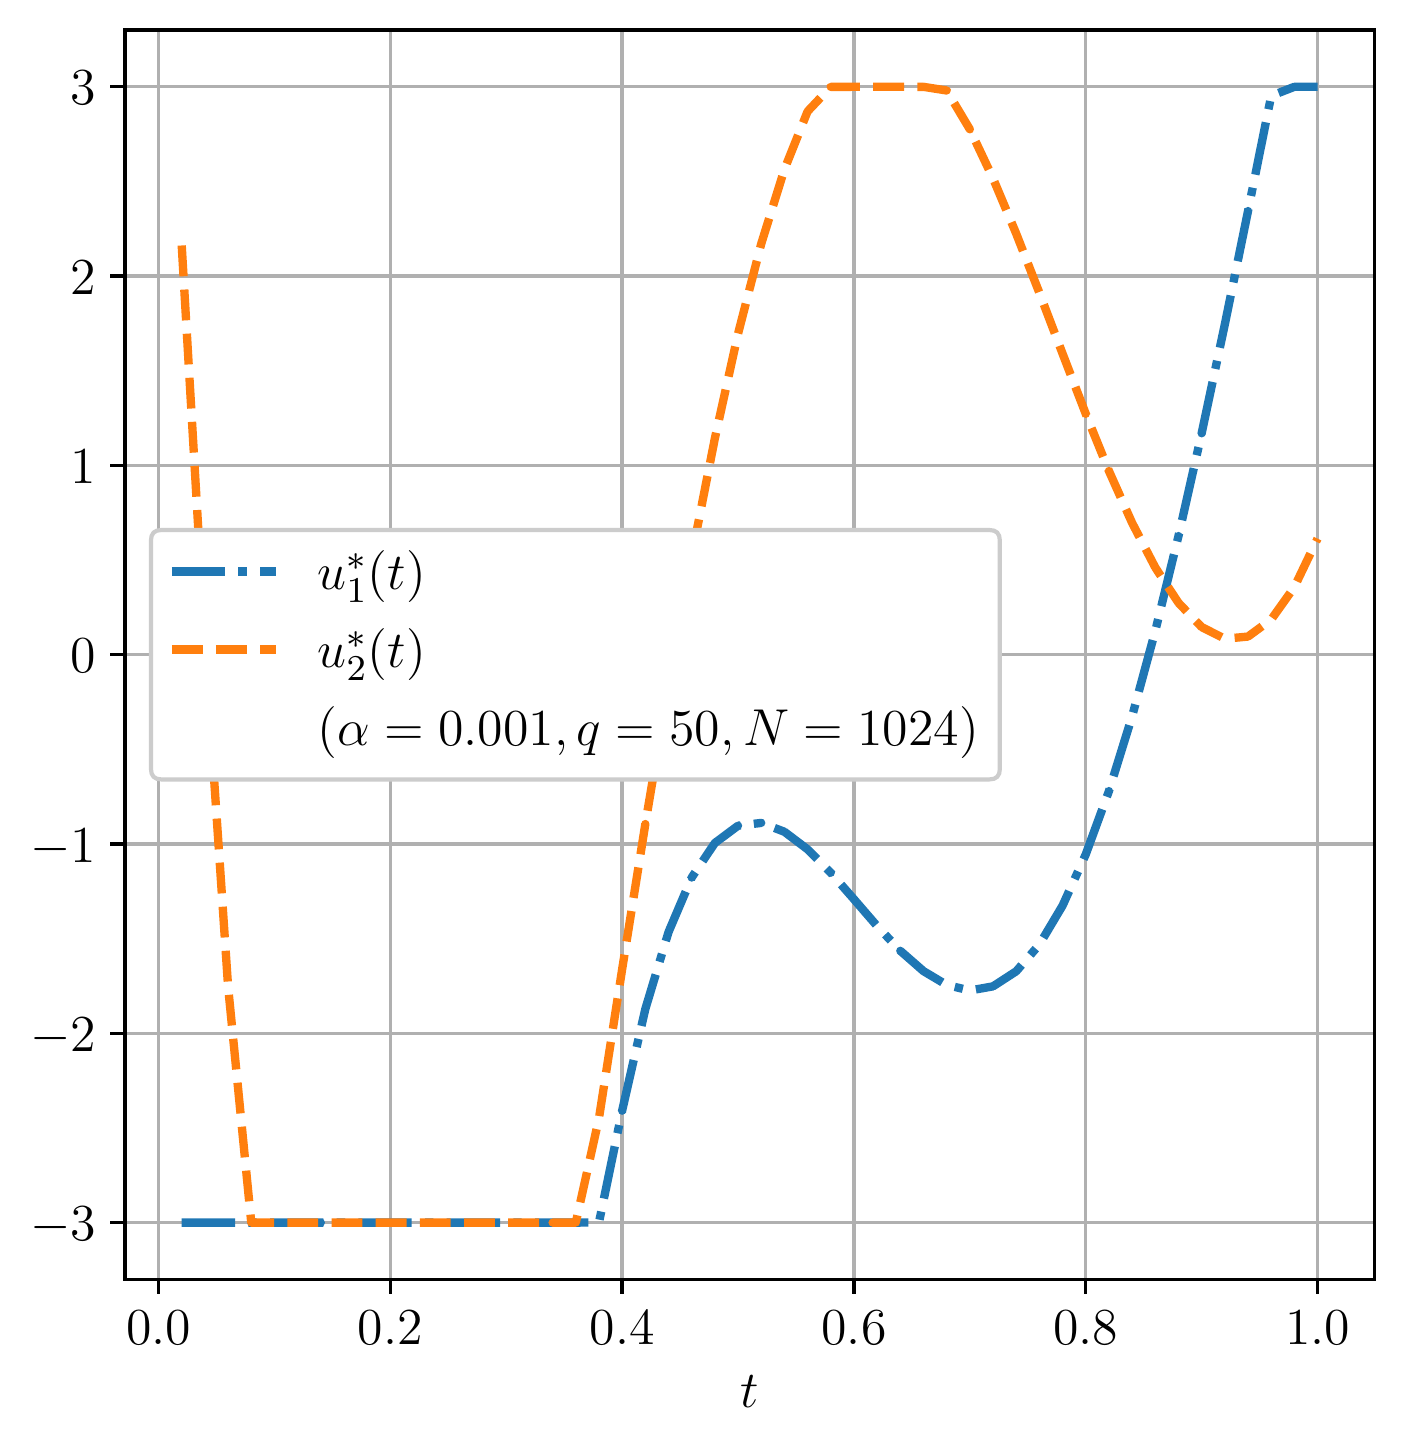 3
2
1
0
−1
−2
−3
u₁*(t)
u₂*(t)
(α = 0.001, q = 50, N = 1024)
0.0 0.2 0.4 0.6 0.8 1.0
t